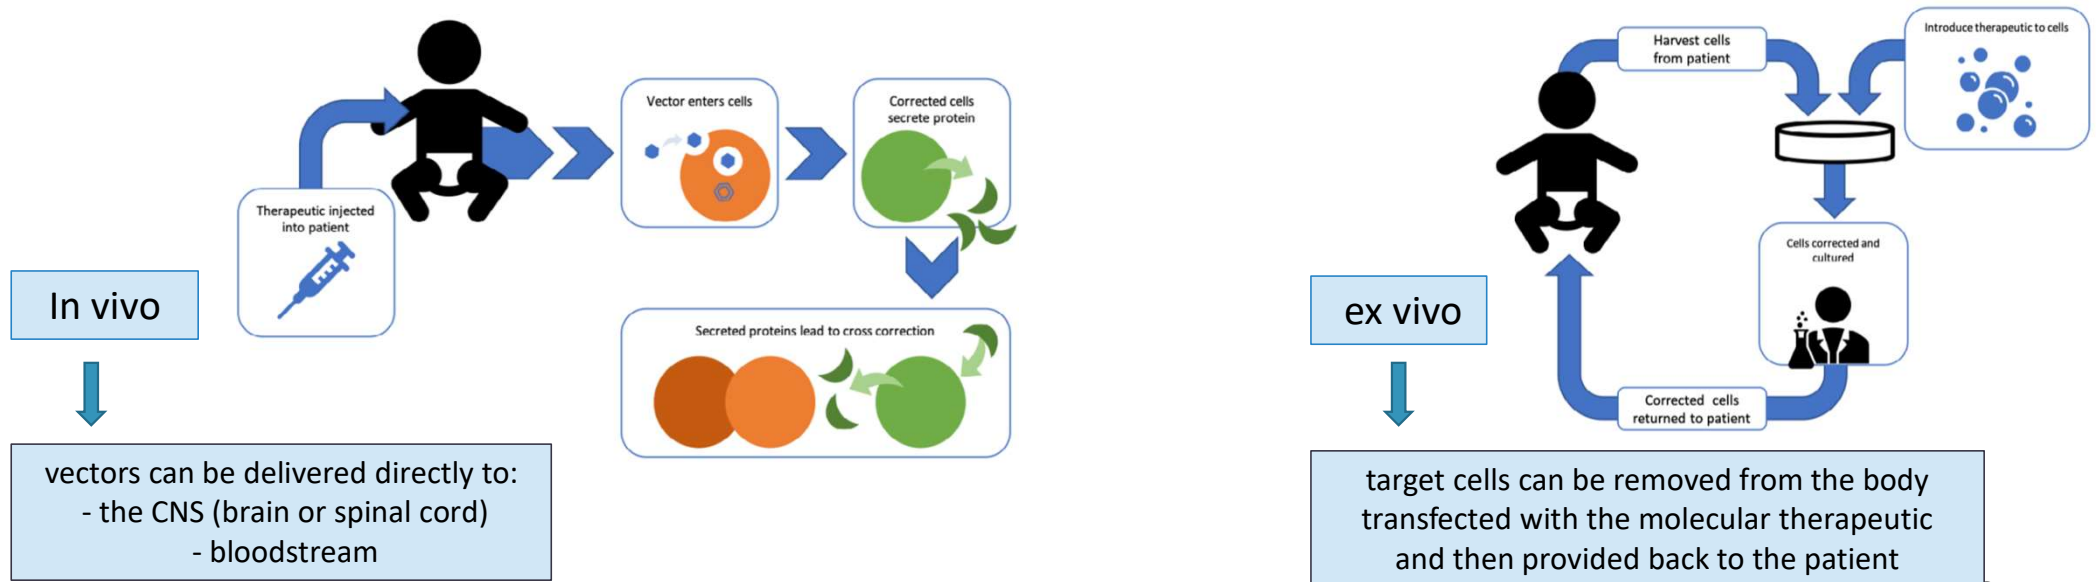 Therapeutic injected
into patient
Vector enters cells
Corrected cells
secrete protein
Secreted proteins lead to cross correction
In vivo
vectors can be delivered directly to:
- the CNS (brain or spinal cord)
- bloodstream
Harvest cells
from patient
Introduce therapeutic to cells
Cells corrected and
cultured
Corrected cells
returned to patient
ex vivo
target cells can be removed from the body
transfected with the molecular therapeutic
and then provided back to the patient